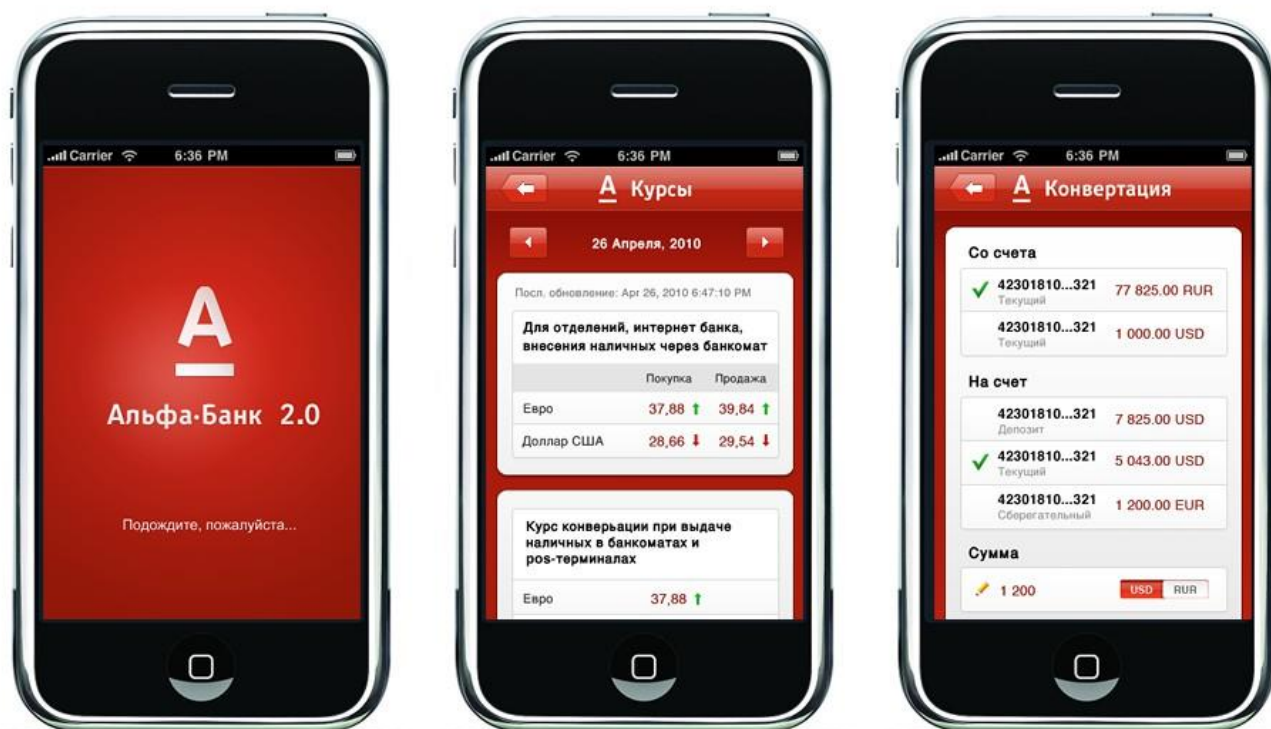 Carrier 6:36 PM
А
Альфа·Банк 2.0
Подождите, пожалуйста...
Carrier 6:36 PM
А Курсы
26 Апреля, 2010
Посл. обновление: Apr 26, 2010 6:47:10 PM
Для отделений, интернет банка,
внесения наличных через банкомат
Покупка Продажа
Евро 37,88 39,84
Доллар США 28,66 29,54
Курс конверьации при выдаче
наличных в банкоматах и
pos-терминалах
Евро 37,88
Carrier 6:36 PM
А Конвертация
Со счета
42301810...321 77 825.00 RUR
Текущий
42301810...321 1 000.00 USD
Текущий
На счет
42301810...321 7 825.00 USD
Депозит
42301810...321 5 043.00 USD
Текущий
42301810...321 1 200.00 EUR
Сберегательный
Сумма
1 200 USD RUR